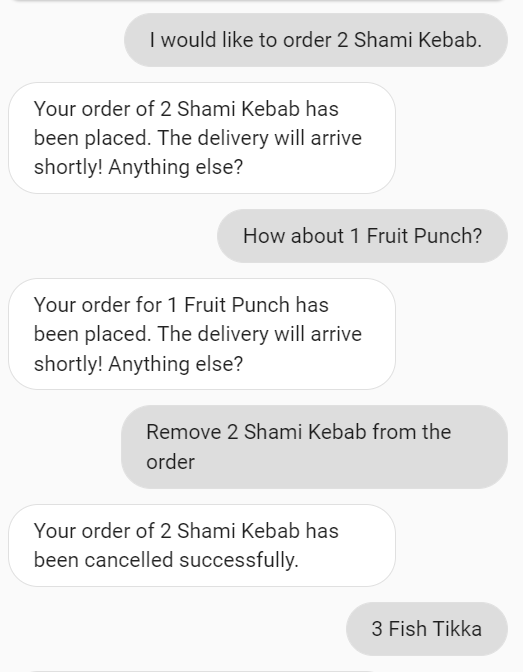 I would like to order 2 Shami Kebab.
Your order of 2 Shami Kebab has
been placed. The delivery will arrive
shortly! Anything else?
How about 1 Fruit Punch?
Your order for 1 Fruit Punch has
been placed. The delivery will arrive
shortly! Anything else?
Remove 2 Shami Kebab from the
order
Your order of 2 Shami Kebab has
been cancelled successfully.
3 Fish Tikka